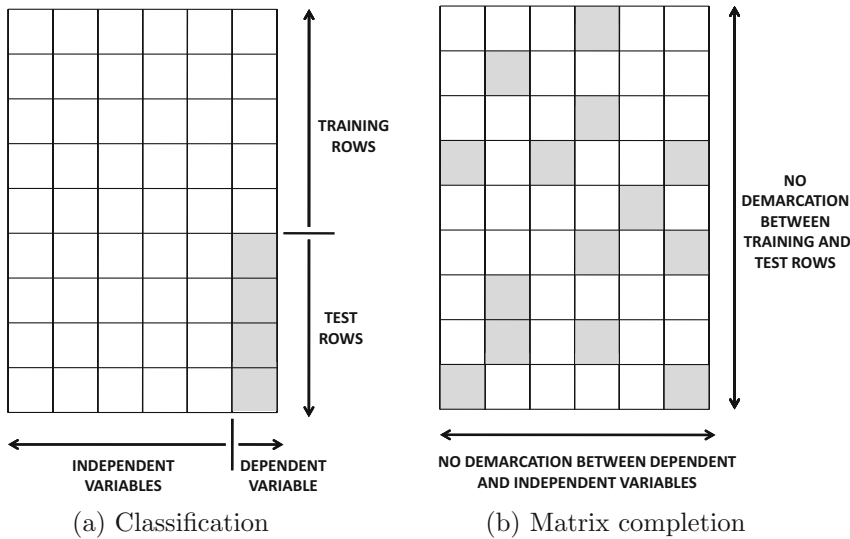 TRAINING
ROWS
TEST
ROWS
INDEPENDENT
VARIABLES
DEPENDENT
VARIABLE
(a) Classification
NO
DEMARCATION
BETWEEN
TRAINING AND
TEST ROWS
NO DEMARCATION BETWEEN DEPENDENT
AND INDEPENDENT VARIABLES
(b) Matrix completion